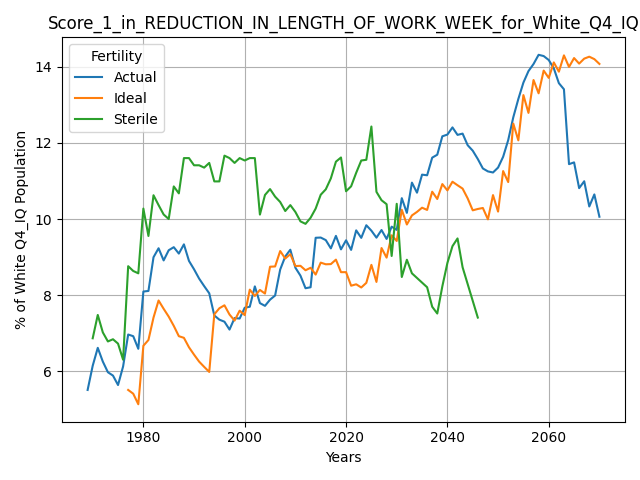 Score_1_in_REDUCTION_IN_LENGTH_OF_WORK_WEEK_for_White_Q4_IQ
Fertility
Actual
Ideal
Sterile
% of White Q4_IQ Population
14
12
10
8
6
1980
2000
2020
2040
2060
Years